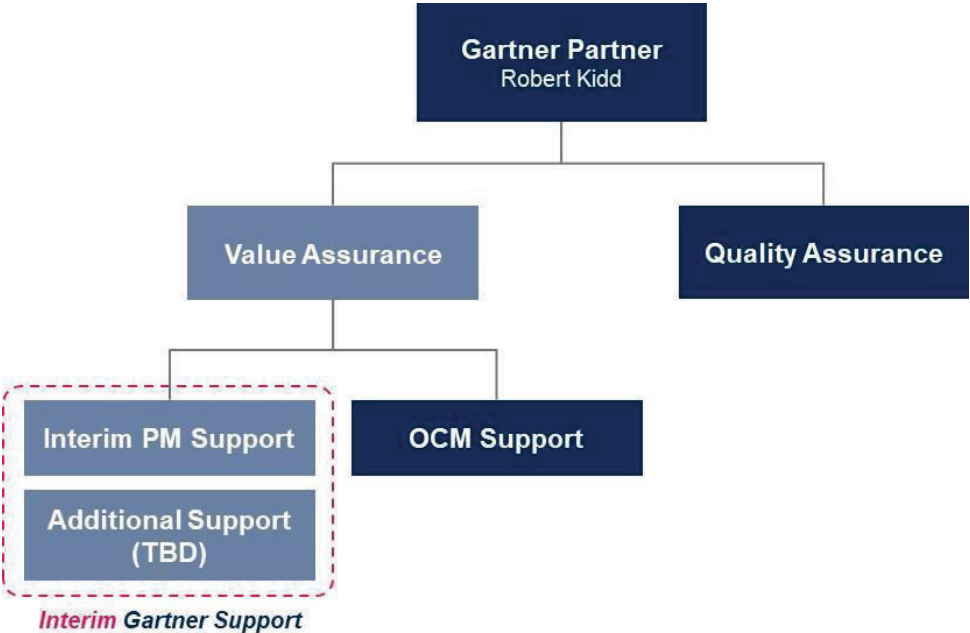 Gartner Partner
Robert Kidd
Value Assurance
Quality Assurance
Interim PM Support
OCM Support
Additional Support
(TBD)
Interim Gartner Support